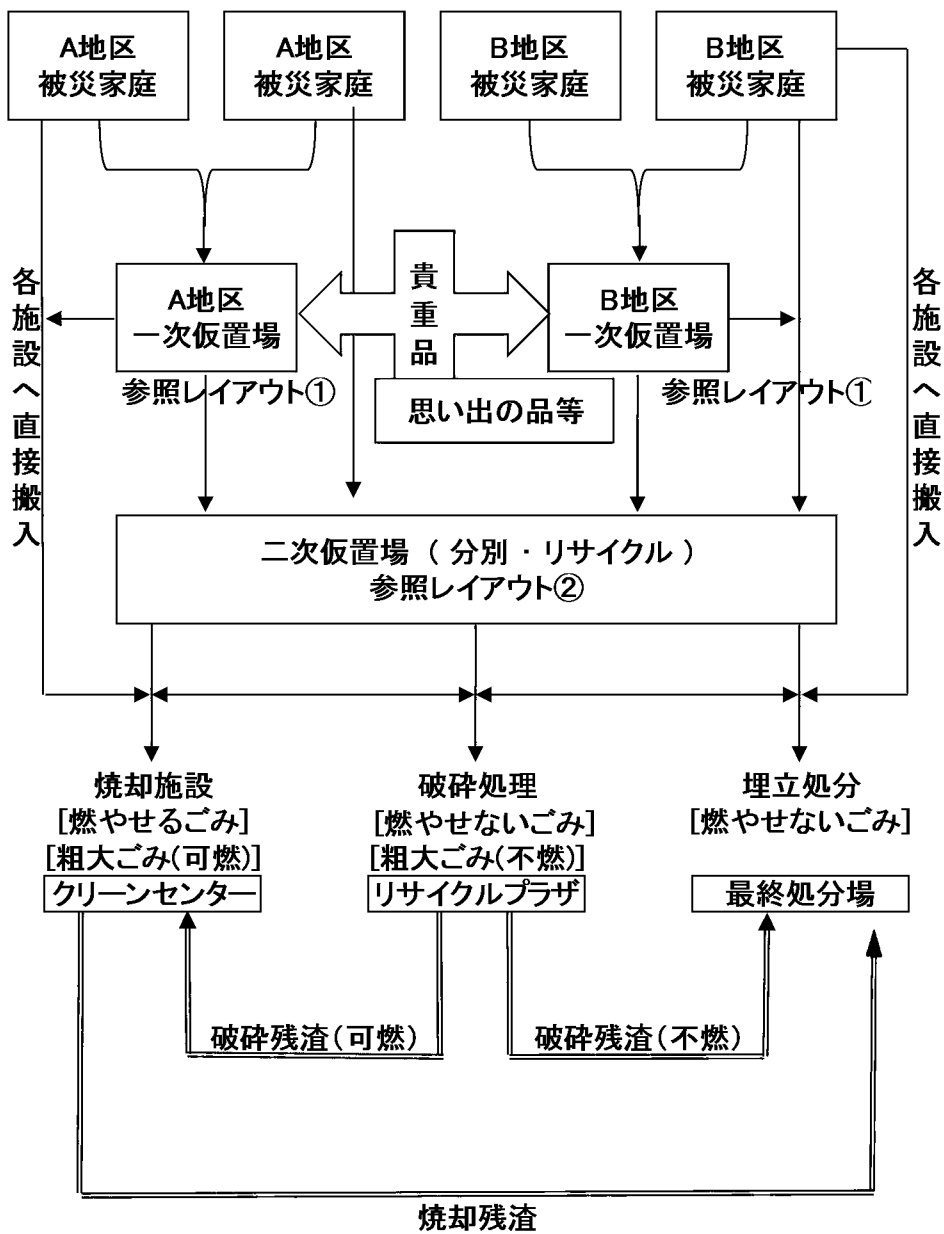 A地区
被災家庭
A地区
被災家庭
B地区
被災家庭
B地区
被災家庭
各施設へ直接搬入
A地区
一次仮置場
参照レイアウト①
貴重品
思い出の品等
B地区
一次仮置場
参照レイアウト①
各施設へ直接搬入
二次仮置場（分別・リサイクル）
参照レイアウト②
焼却施設
[燃やせるごみ]
[粗大ごみ(可燃)]
クリーンセンター
破砕処理
[燃やせないごみ]
[粗大ごみ(不燃)]
リサイクルプラザ
埋立処分
[燃やせないごみ]
最終処分場
破砕残渣(可燃)
破砕残渣(不燃)
焼却残渣